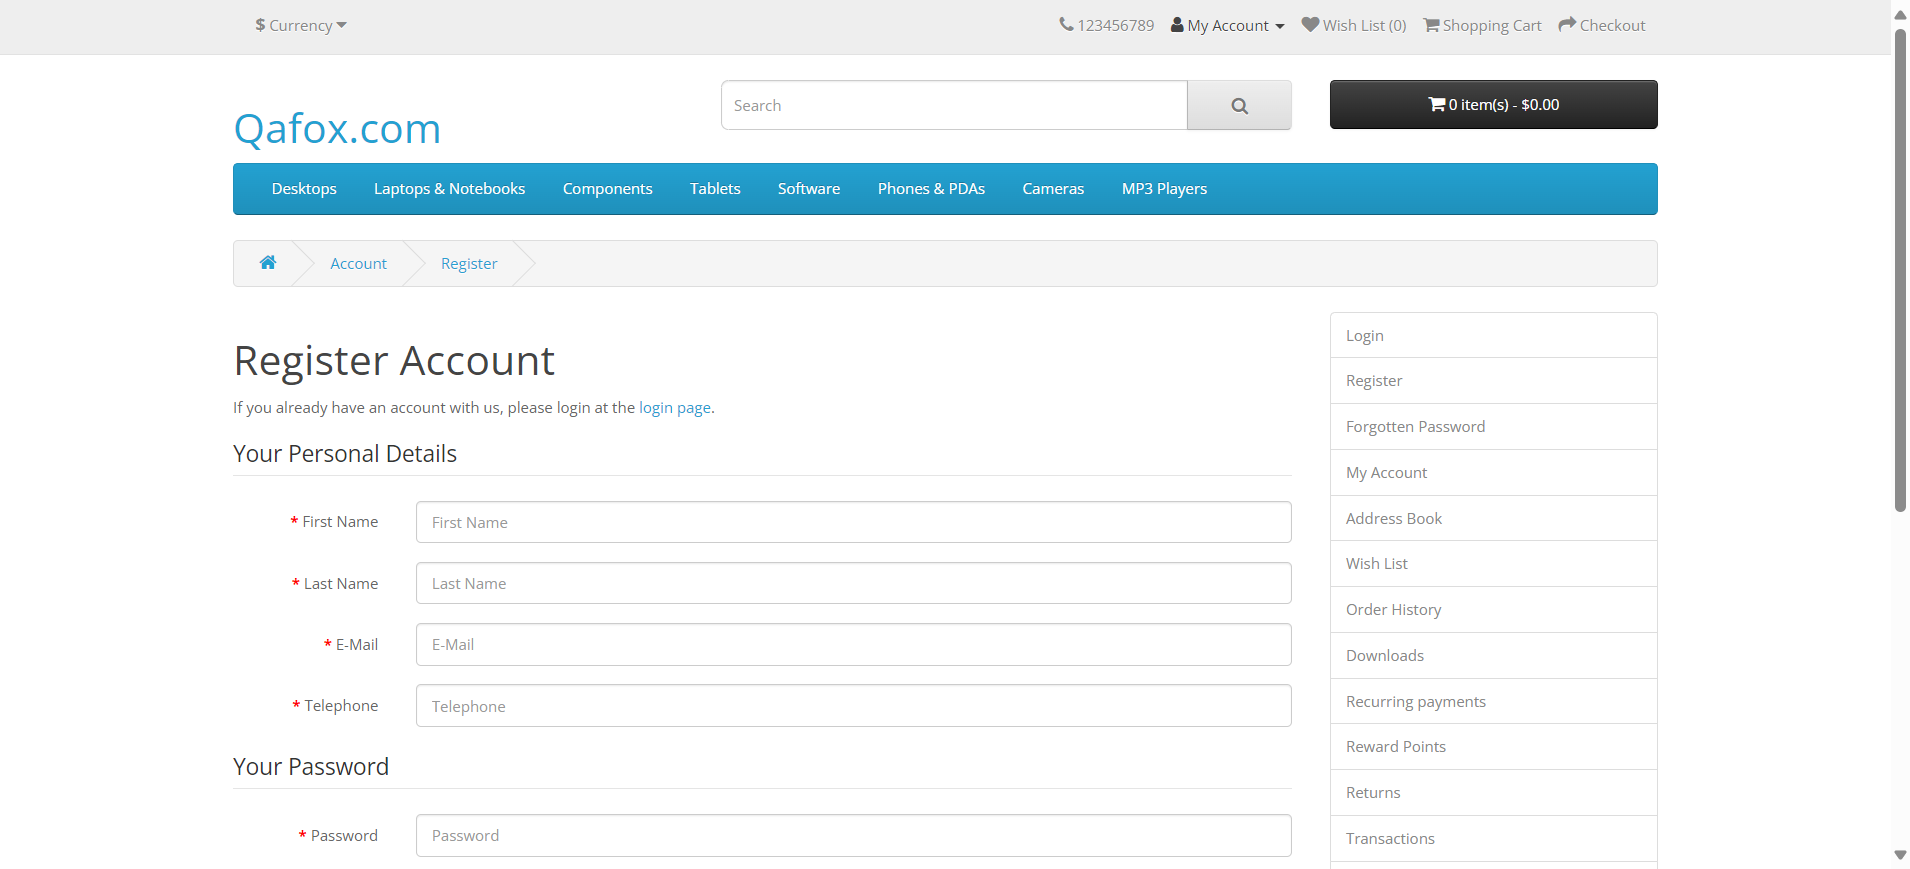 $ Currency
123456789 My Account Wish List (0) Shopping Cart Checkout
Qafox.com
Search
0 item(s) - $0.00
Desktops Laptops & Notebooks Components Tablets Software Phones & PDAs Cameras MP3 Players
Account Register
Register Account
If you already have an account with us, please login at the login page.
Your Personal Details
* First Name First Name
* Last Name Last Name
* E-Mail E-Mail
* Telephone Telephone
Your Password
* Password Password
Login
Register
Forgotten Password
My Account
Address Book
Wish List
Order History
Downloads
Recurring payments
Reward Points
Returns
Transactions